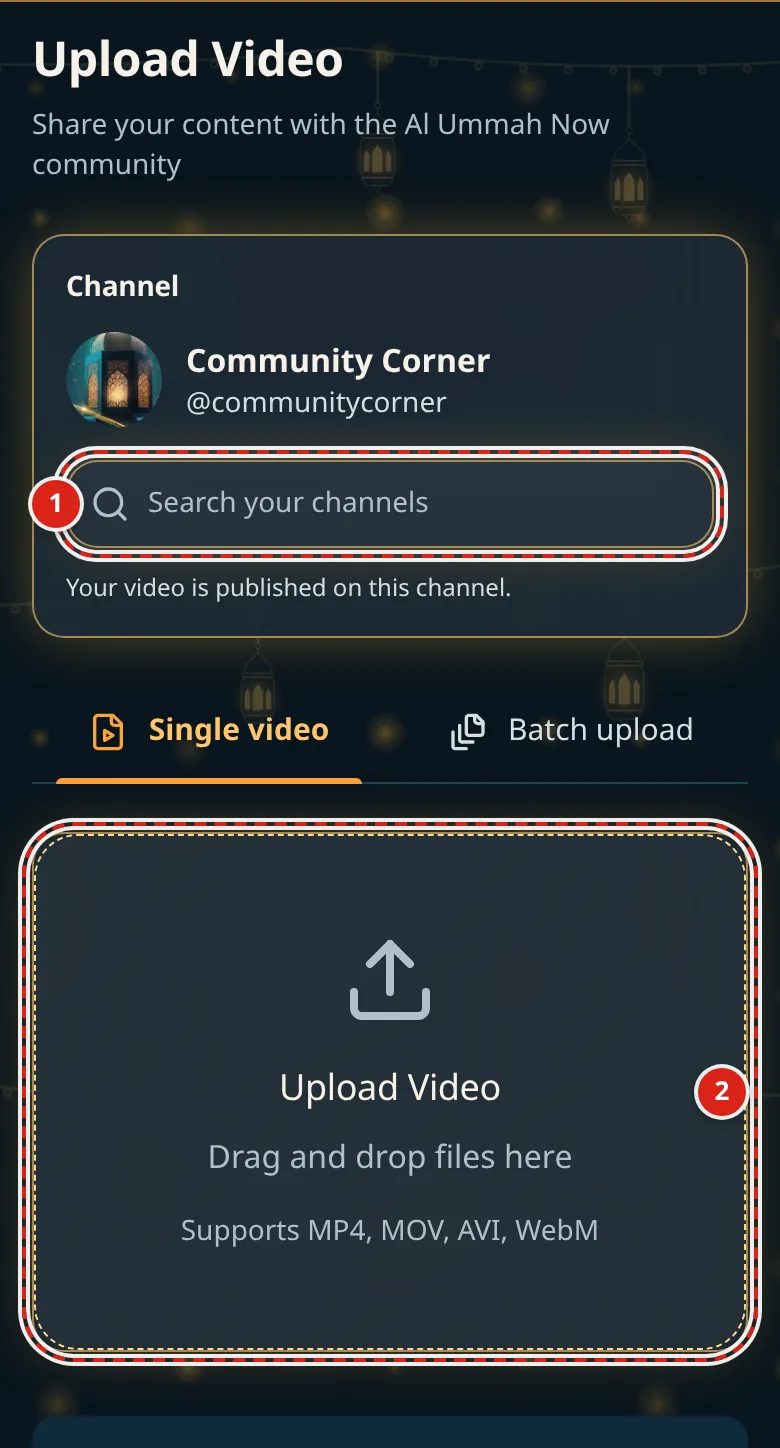 Upload Video
Share your content with the Al Ummah Now
community
Channel
Community Corner
@communitycorner
1
Search your channels
Your video is published on this channel.
Single video
Batch upload
Upload Video
2
Drag and drop files here
Supports MP4, MOV, AVI, WebM